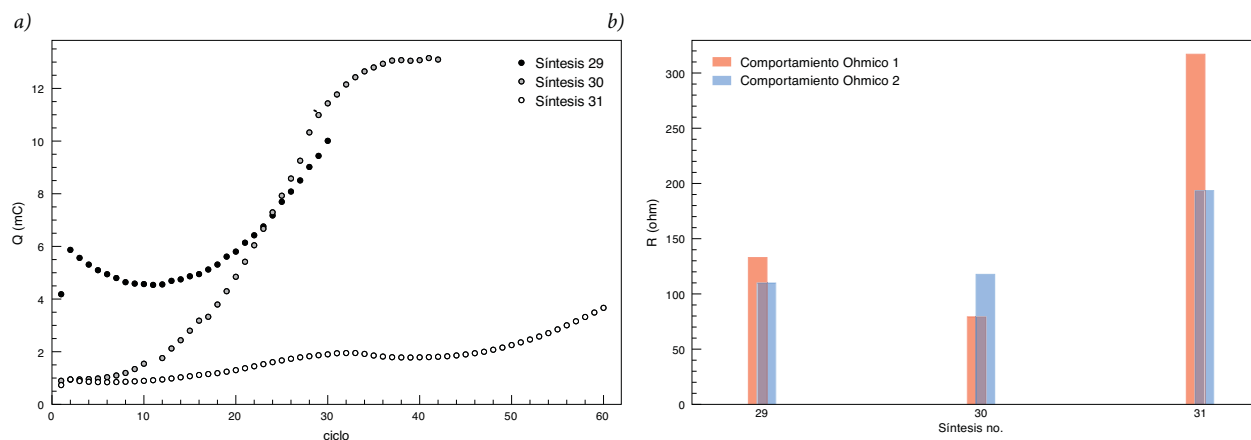 a)
Q (mC)
12
10
8
6
4
2
0
0 10 20 30 40 50 60
ciclo
Síntesis 29
Síntesis 30
Síntesis 31
b)
R (ohm)
300
250
200
150
100
50
0
29 30 31
Síntesis no.
Comportamiento Ohmico 1
Comportamiento Ohmico 2